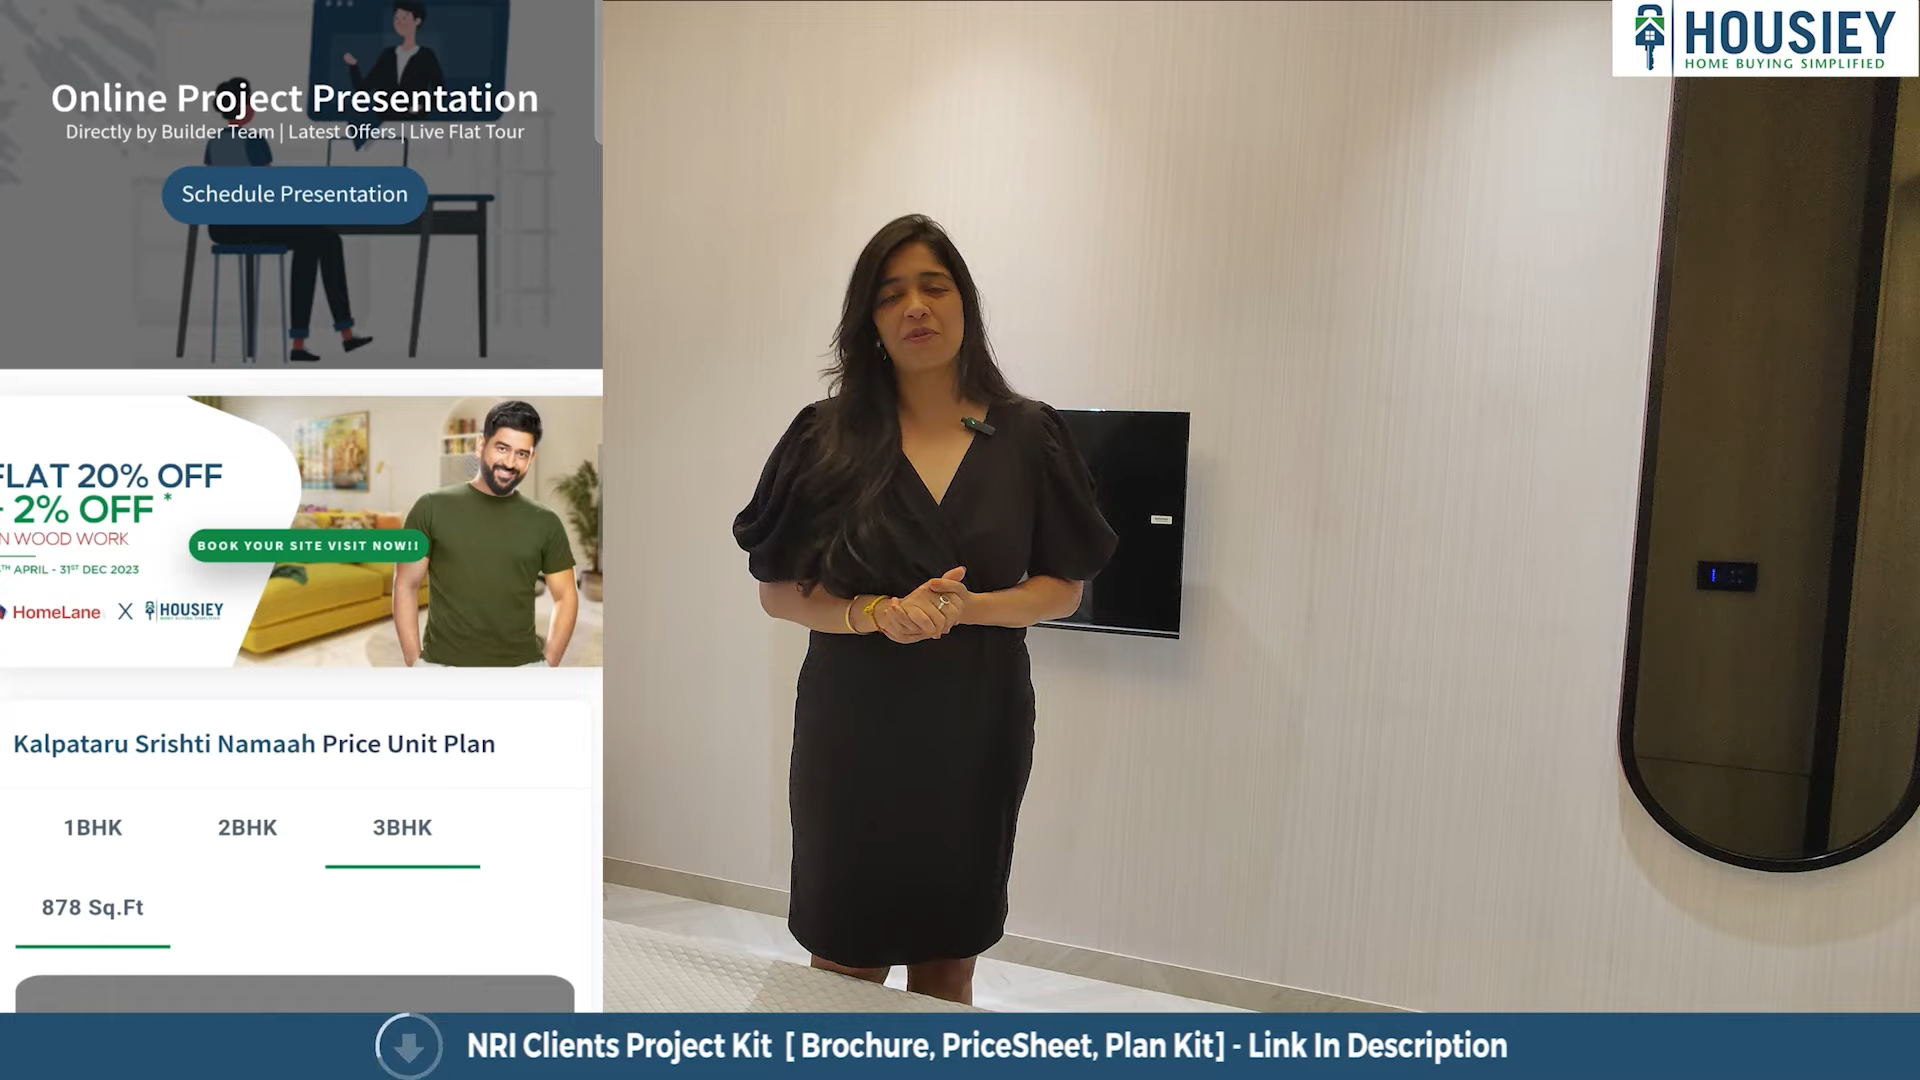 Online Project Presentation
Directly by Builder Team | Latest Offers | Live Flat Tour
Schedule Presentation
FLAT 20% OFF
2% OFF *
WOOD WORK
BOOK YOUR SITE VISIT NOW!!
TH APRIL - 31ST DEC 2023
HomeLane X HOUSIEY
Kalpataru Srishti Namaah Price Unit Plan
1BHK 2BHK 3BHK
878 Sq.Ft
HOUSIEY
HOME BUYING SIMPLIFIED
NRI Clients Project Kit [ Brochure, PriceSheet, Plan Kit] - Link In Description